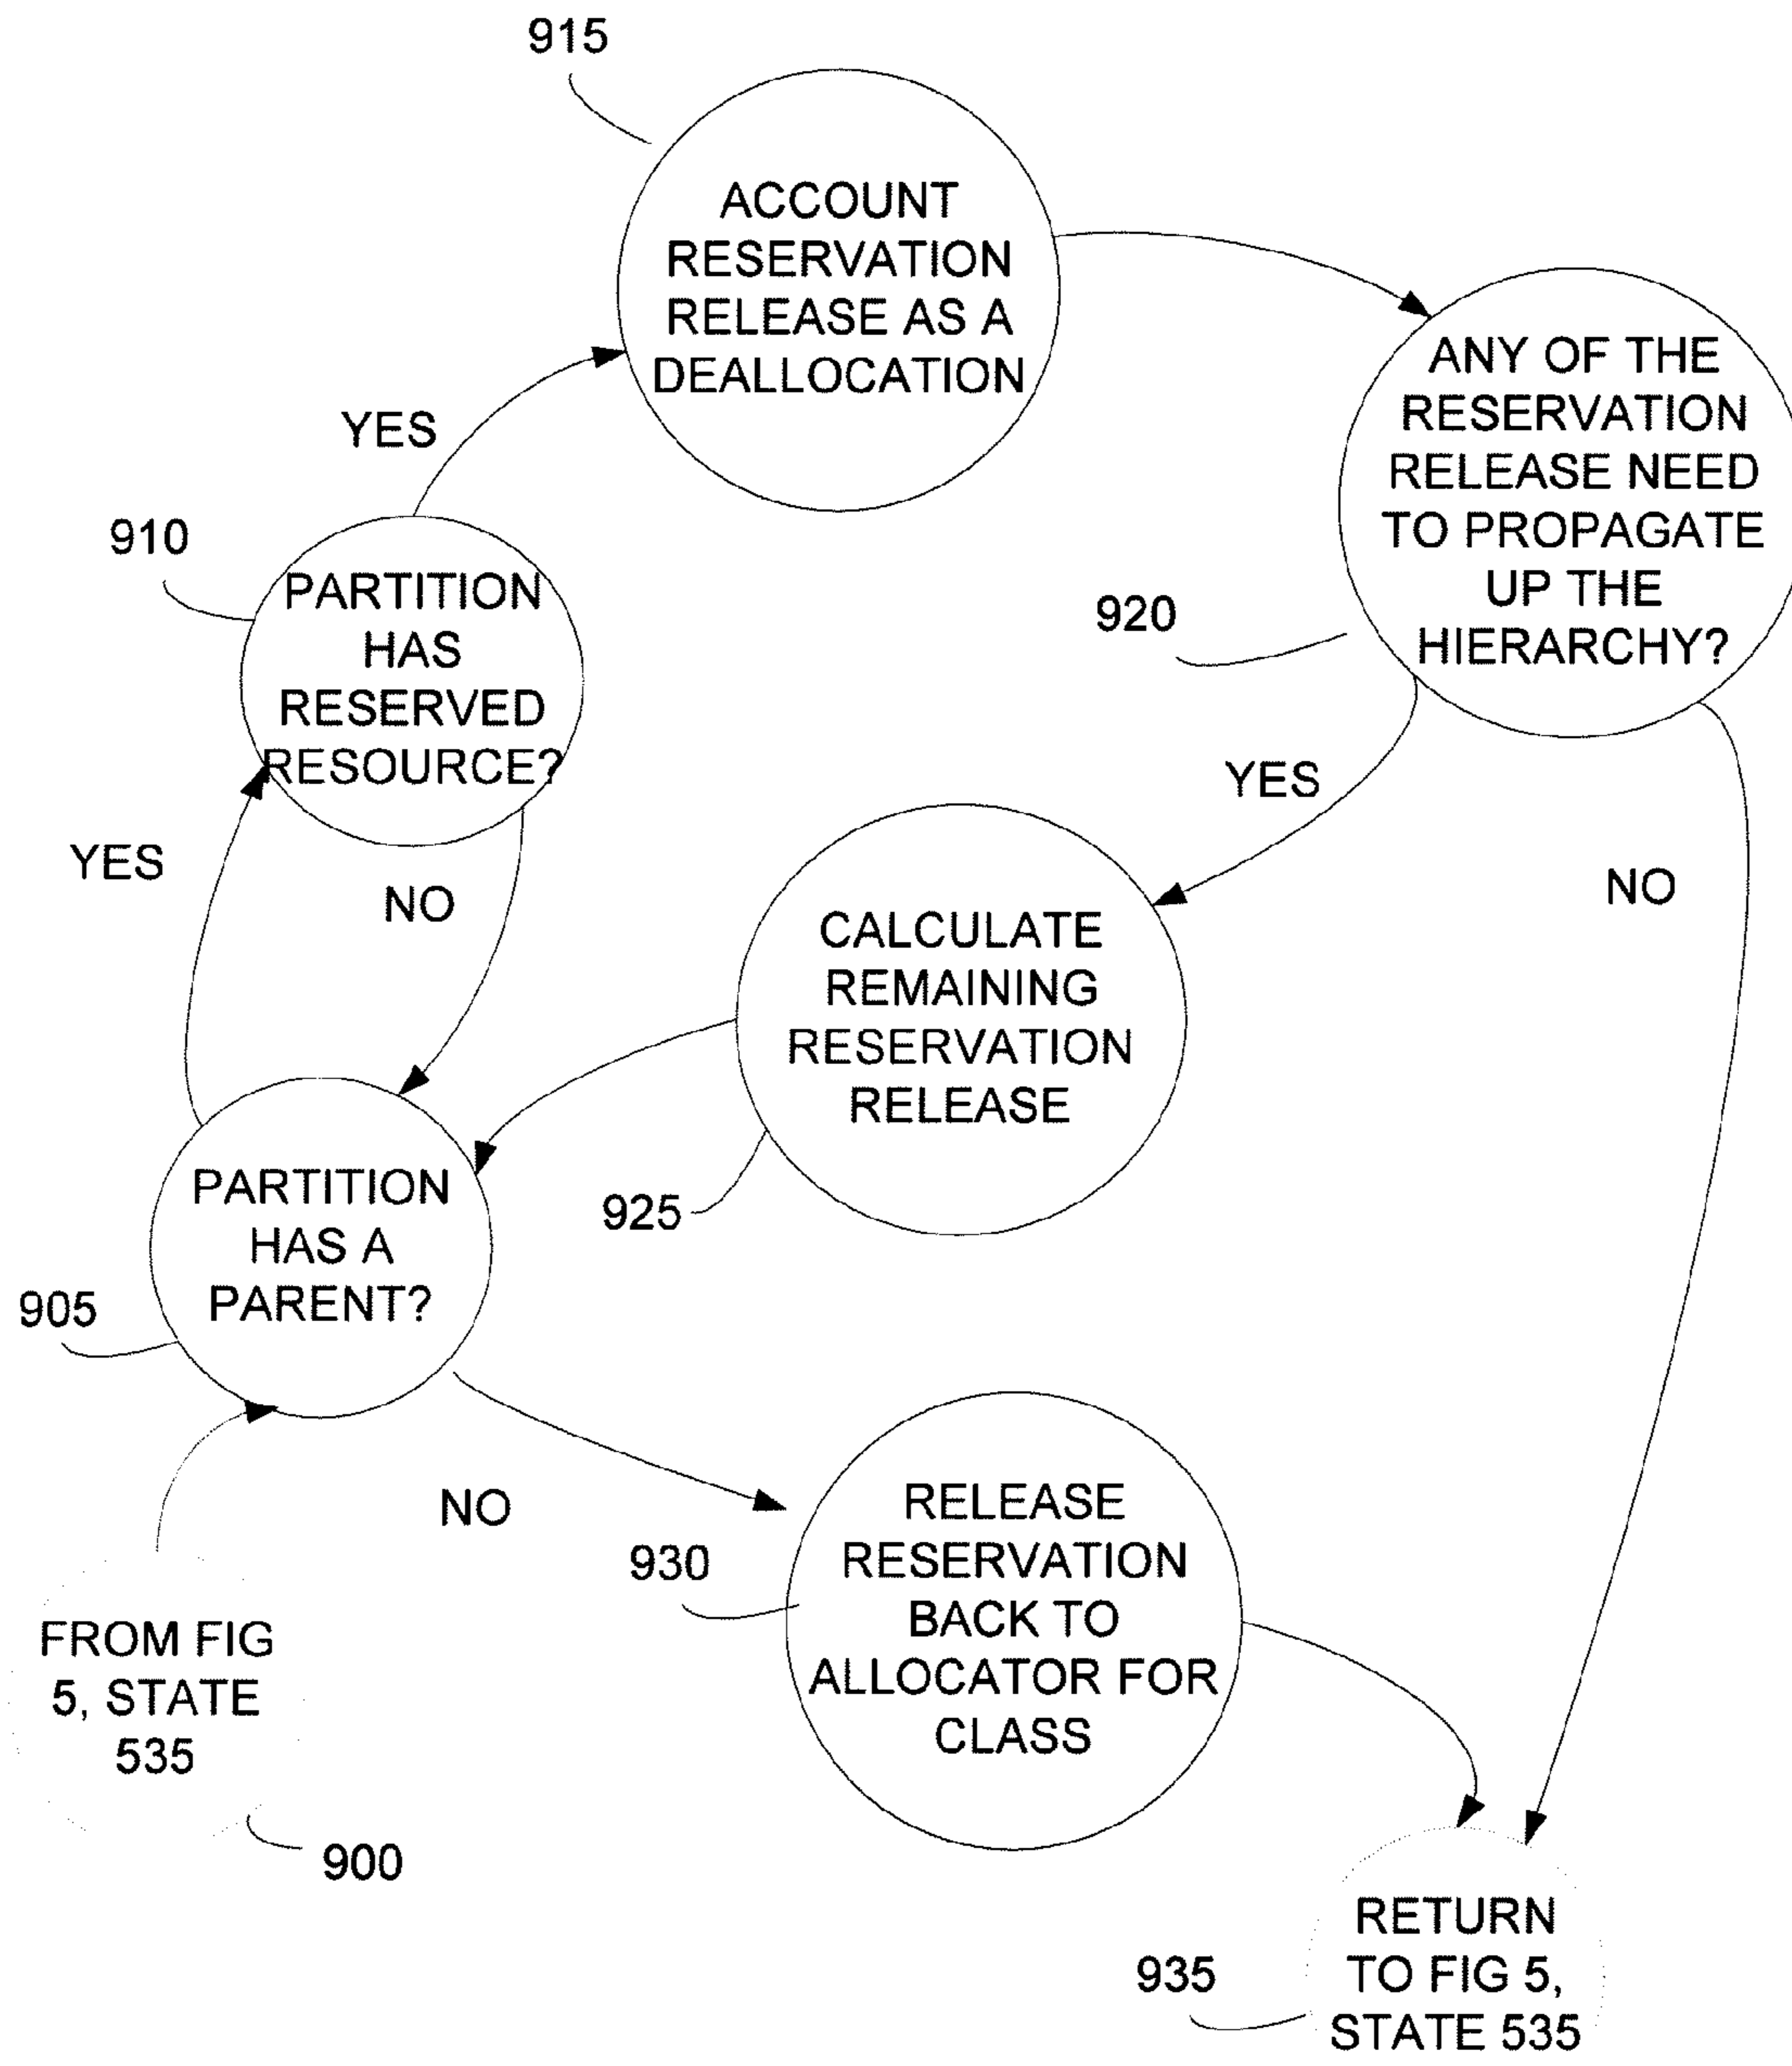 915
ACCOUNT
RESERVATION
RELEASE AS A
DEALLOCATION
ANY OF THE
RESERVATION
RELEASE NEED
TO PROPAGATE
UP THE
HIERARCHY?
920
YES
910
PARTITION
HAS
RESERVED
RESOURCE?
YES
NO
YES
NO
CALCULATE
REMAINING
RESERVATION
RELEASE
925
PARTITION
HAS A
PARENT?
905
NO
RELEASE
RESERVATION
BACK TO
ALLOCATOR FOR
CLASS
930
FROM FIG
5, STATE
535
900
RETURN
TO FIG 5,
STATE 535
935